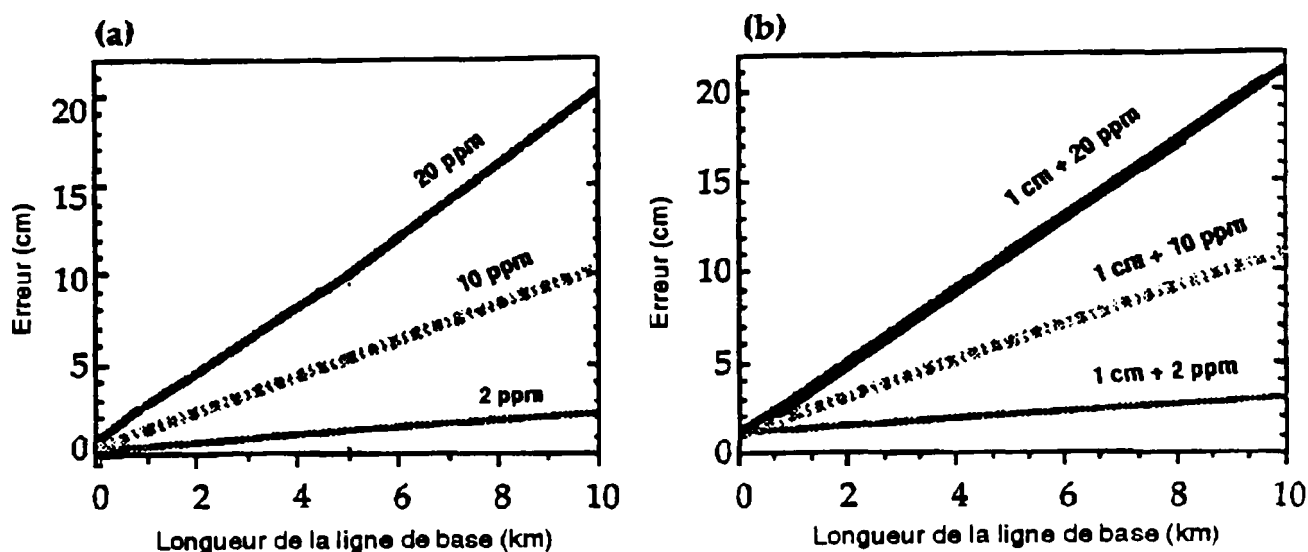 (a)
20
15
10
5
0
Erreur (cm)
20 ppm
10 ppm
2 ppm
0 2 4 6 8 10
Longueur de la ligne de base (km)
(b)
20
15
10
5
0
Erreur (cm)
1 cm + 20 ppm
1 cm + 10 ppm
1 cm + 2 ppm
0 2 4 6 8 10
Longueur de la ligne de base (km)